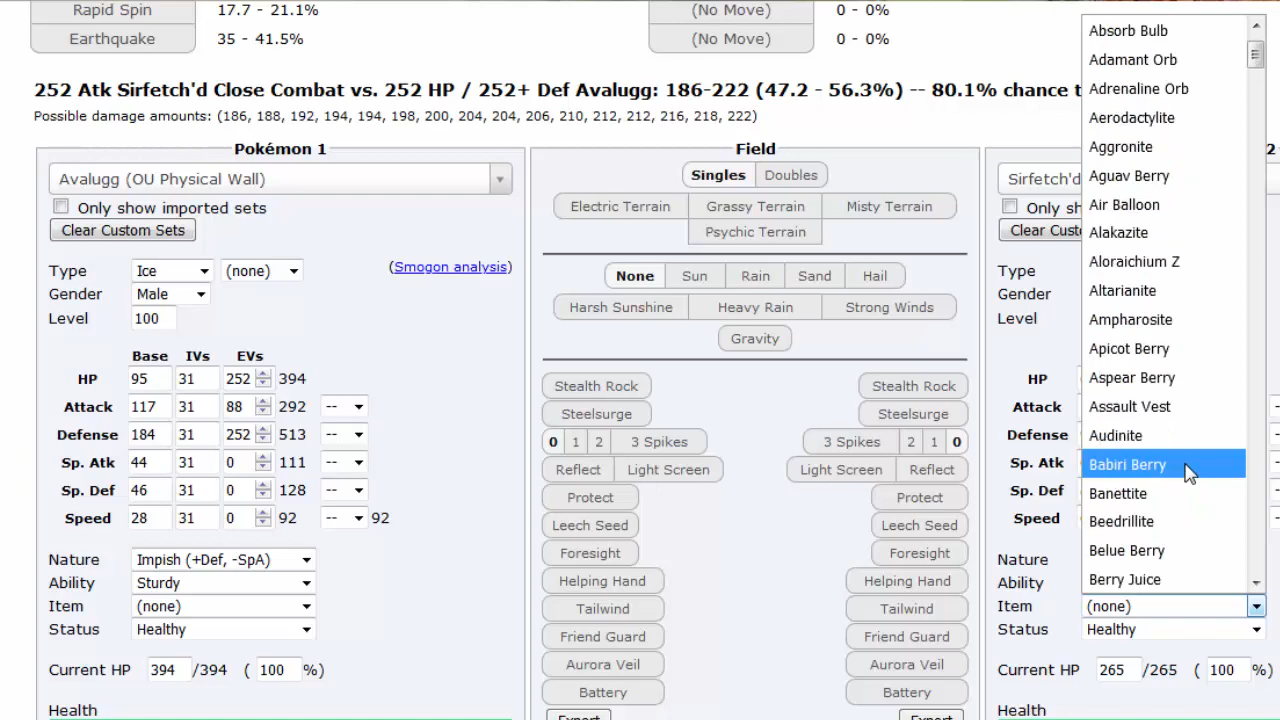 Rapid Spin 17.7 - 21.1% (No Move) 0 - 0%
Earthquake 35 - 41.5% (No Move) 0 - 0%
252 Atk Sirfetch'd Close Combat vs. 252 HP / 252+ Def Avalugg: 186-222 (47.2 - 56.3%) -- 80.1% chance t
Possible damage amounts: (186, 188, 192, 194, 194, 198, 200, 204, 204, 206, 210, 212, 212, 216, 218, 222)
Pokémon 1
Avalugg (OU Physical Wall)
Only show imported sets
Clear Custom Sets
Type Ice (none) (Smogon analysis)
Gender Male
Level 100
Base IVs EVs
HP 95 31 252 394
Attack 117 31 88 292 --
Defense 184 31 252 513 --
Sp. Atk 44 31 0 111 --
Sp. Def 46 31 0 128 --
Speed 28 31 0 92 -- 92
Nature Impish (+Def, -SpA)
Ability Sturdy
Item (none)
Status Healthy
Current HP 394 /394 ( 100 %)
Health
Field
Singles Doubles
Electric Terrain Grassy Terrain Misty Terrain
Psychic Terrain
None Sun Rain Sand Hail
Harsh Sunshine Heavy Rain Strong Winds
Gravity
Stealth Rock Stealth Rock
Steelsurge Steelsurge
0 1 2 3 Spikes 3 Spikes 2 1 0
Reflect Light Screen Light Screen Reflect
Protect Protect
Leech Seed Leech Seed
Foresight Foresight
Helping Hand Helping Hand
Tailwind Tailwind
Friend Guard Friend Guard
Aurora Veil Aurora Veil
Battery Battery
Export Export
2
Sirfetch'd
Only sh
Clear Custo
Type
Gender
Level
HP
Attack
Defense
Sp. Atk
Sp. Def
Speed
Nature
Ability
Item (none)
Status Healthy
Current HP 265 /265 ( 100 %)
Health
Absorb Bulb
Adamant Orb
Adrenaline Orb
Aerodactylite
Aggronite
Aguav Berry
Air Balloon
Alakazite
Aloraichium Z
Altarianite
Ampharosite
Apicot Berry
Aspear Berry
Assault Vest
Audinite
Babiri Berry
Banettite
Beedrillite
Belue Berry
Berry Juice